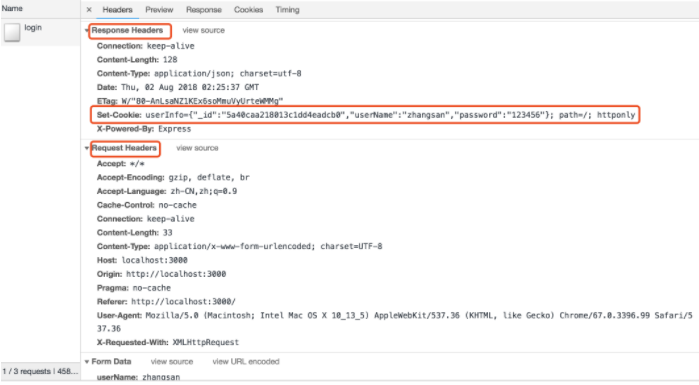 Name
× Headers Preview Response Cookies Timing
login
Response Headers view source
Connection: keep-alive
Content-Length: 128
Content-Type: application/json; charset=utf-8
Date: Thu, 02 Aug 2018 02:25:37 GMT
ETag: W/"80-AnLsaNZ1KEx6soMmuVyUrteWMMg"
Set-Cookie: userInfo={"_id":"5a40caa218013c1dd4eadcb0","userName":"zhangsan","password":"123456"}; path=/; httponly
X-Powered-By: Express
Request Headers view source
Accept: */*
Accept-Encoding: gzip, deflate, br
Accept-Language: zh-CN,zh;q=0.9
Cache-Control: no-cache
Connection: keep-alive
Content-Length: 33
Content-Type: application/x-www-form-urlencoded; charset=UTF-8
Host: localhost:3000
Origin: http://localhost:3000
Pragma: no-cache
Referer: http://localhost:3000/
User-Agent: Mozilla/5.0 (Macintosh; Intel Mac OS X 10_13_5) AppleWebKit/537.36 (KHTML, like Gecko) Chrome/67.0.3396.99 Safari/5
37.36
X-Requested-With: XMLHttpRequest
Form Data view source view URL encoded
userName: zhangsan
1 / 3 requests | 458...